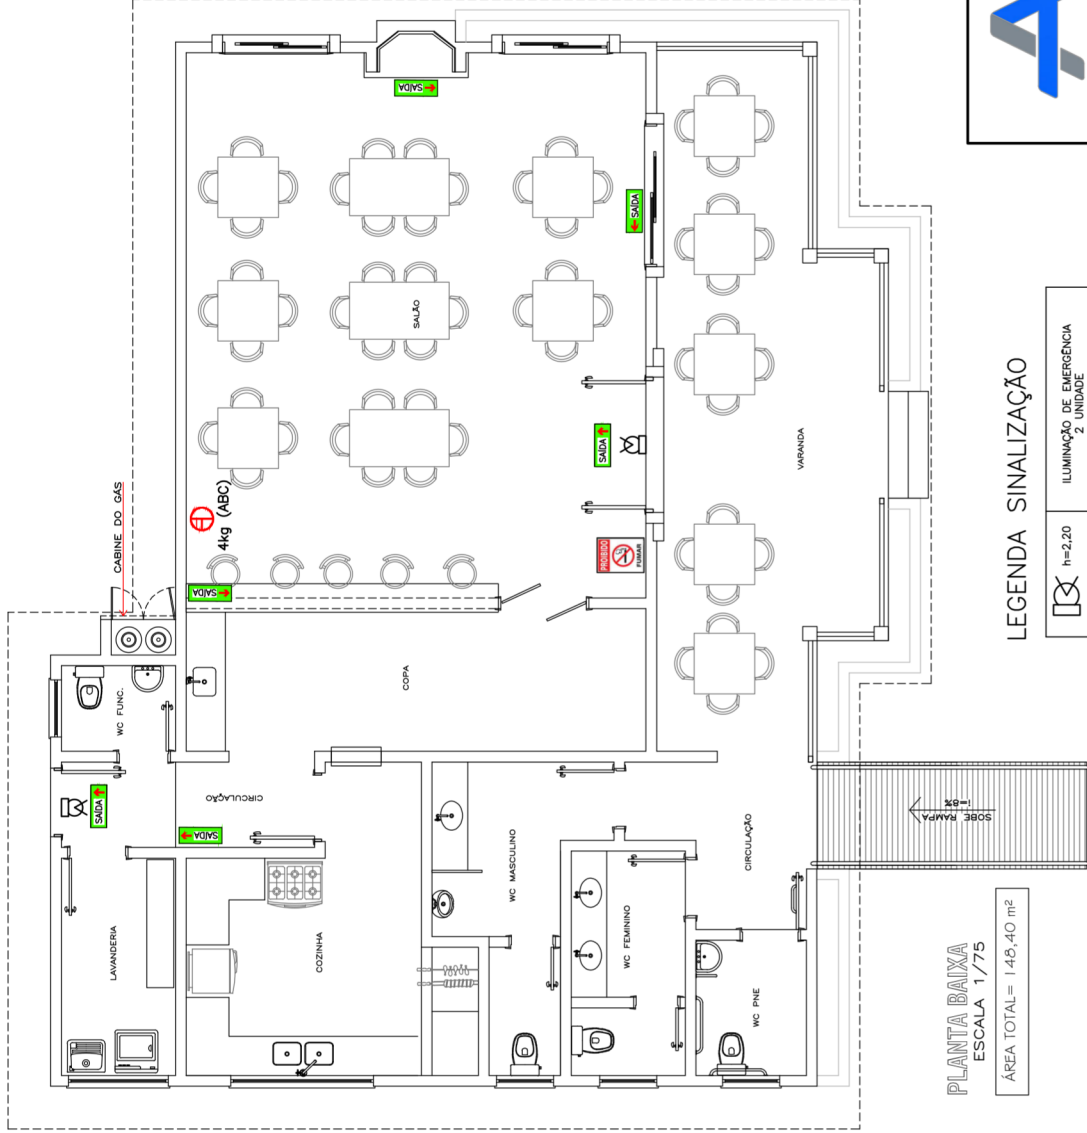 CABINE DO GÁS
SAÍDA
SAÍDA
4kg (ABC)
SALÃO
SAÍDA
SAÍDA
PROIBIDO
FUMAR
VARANDA
WC FUNC.
COPA
SAÍDA
SAÍDA
CIRCULAÇÃO
SAÍDA
LAVANDERIA
COZINHA
WC MASCULINO
WC FEMININO
CIRCULAÇÃO
WC PNE
SOBE RAMPA
i=8%
PLANTA BAIXA
ESCALA 1/75
ÁREA TOTAL= 148,40 m²
LEGENDA SINALIZAÇÃO
h=2,20
ILUMINAÇÃO DE EMERGÊNCIA
2 UNIDADE